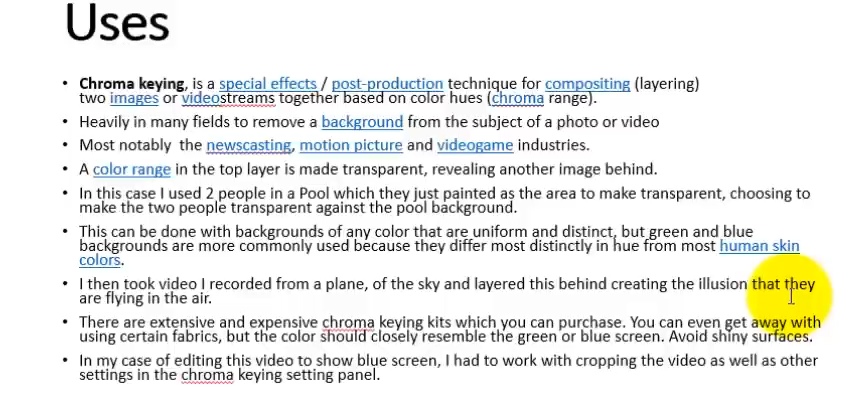 Uses
• Chroma keying, is a special effects / post-production technique for compositing (layering)
two images or videostreams together based on color hues (chroma range).
• Heavily in many fields to remove a background from the subject of a photo or video
• Most notably the newscasting, motion picture and videogame industries.
• A color range in the top layer is made transparent, revealing another image behind.
• In this case I used 2 people in a Pool which they just painted as the area to make transparent, choosing to
make the two people transparent against the pool background.
• This can be done with backgrounds of any color that are uniform and distinct, but green and blue
backgrounds are more commonly used because they differ most distinctly in hue from most human skin
colors.
• I then took video I recorded from a plane, of the sky and layered this behind creating the illusion that they
are flying in the air.
• There are extensive and expensive chroma keying kits which you can purchase. You can even get away with
using certain fabrics, but the color should closely resemble the green or blue screen. Avoid shiny surfaces.
• In my case of editing this video to show blue screen, I had to work with cropping the video as well as other
settings in the chroma keying setting panel.